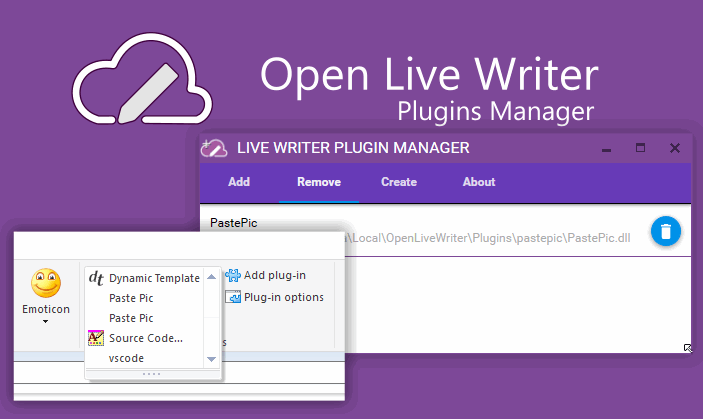 Open Live Writer
Plugins Manager
LIVE WRITER PLUGIN MANAGER
Add Remove Create About
PastePic
\Local\OpenLiveWriter\Plugins\pastepic\PastePic.dll
Emoticon
dt Dynamic Template
Paste Pic
Paste Pic
Source Code...
vscode
Add plug-in
Plug-in options
s